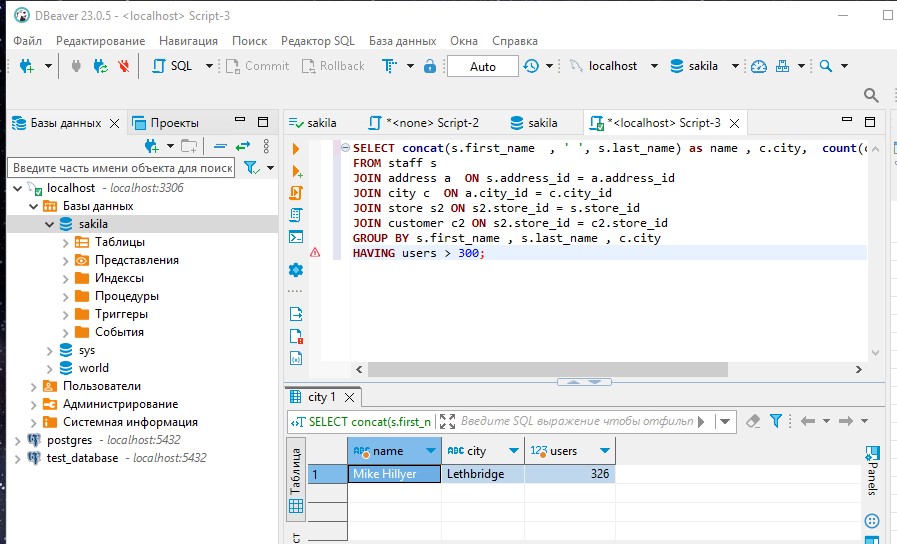 DBeaver 23.0.5 - <localhost> Script-3
Файл Редактирование Навигация Поиск Редактор SQL База данных Окна Справка
SQL Commit Rollback Auto localhost sakila
Базы данных Проекты
Введите часть имени объекта для поиск
localhost - localhost:3306
Базы данных
sakila
Таблицы
Представления
Индексы
Процедуры
Триггеры
События
sys
world
Пользователи
Администрирование
Системная информация
postgres - localhost:5432
test_database - localhost:5432
sakila *<none> Script-2 sakila *<localhost> Script-3
SELECT concat(s.first_name , ' ', s.last_name) as name , c.city, count(c
FROM staff s
JOIN address a ON s.address_id = a.address_id
JOIN city c ON a.city_id = c.city_id
JOIN store s2 ON s2.store_id = s.store_id
JOIN customer c2 ON s2.store_id = c2.store_id
GROUP BY s.first_name , s.last_name , c.city
HAVING users > 300;
city 1
SELECT concat(s.first_n Введите SQL выражение чтобы отфильп
Таблица
ABC name ABC city 123 users
1 Mike Hillyer Lethbridge 326
Panels